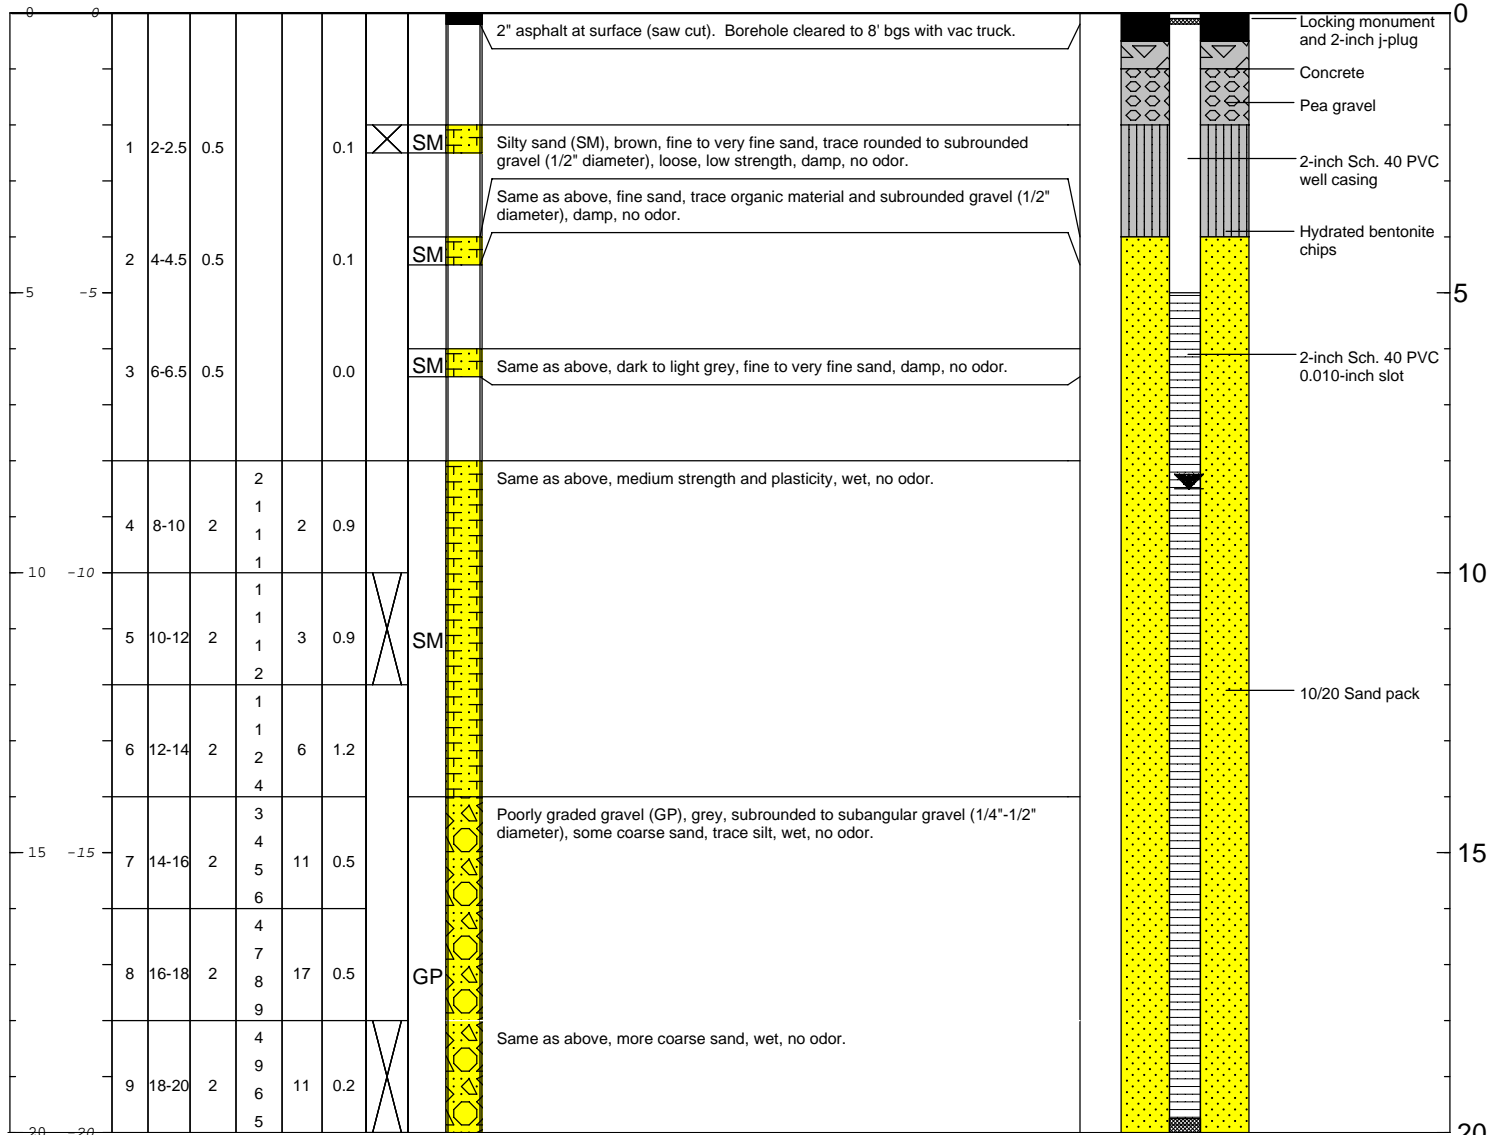 0 0 0
2" asphalt at surface (saw cut).  Borehole cleared to 8' bgs with vac truck.
Locking monument
and 2-inch j-plug
Concrete
Pea gravel
1 2-2.5 0.5 0.1 SM
Silty sand (SM), brown, fine to very fine sand, trace rounded to subrounded
gravel (1/2" diameter), loose, low strength, damp, no odor.
2-inch Sch. 40 PVC
well casing
Same as above, fine sand, trace organic material and subrounded gravel (1/2"
diameter), damp, no odor.
Hydrated bentonite
chips
2 4-4.5 0.5 0.1 SM
5 -5 5
3 6-6.5 0.5 0.0 SM
Same as above, dark to light grey, fine to very fine sand, damp, no odor.
2-inch Sch. 40 PVC
0.010-inch slot
Same as above, medium strength and plasticity, wet, no odor.
2
1
4 8-10 2 1 2 0.9
1
10 -10 10
1
1
5 10-12 2 1 3 0.9 SM
2
1
10/20 Sand pack
1
6 12-14 2 2 6 1.2
4
Poorly graded gravel (GP), grey, subrounded to subangular gravel (1/4"-1/2"
diameter), some coarse sand, trace silt, wet, no odor.
3
4
15 -15 15
7 14-16 2 5 11 0.5
6
4
7
8 16-18 2 8 17 0.5 GP
9
Same as above, more coarse sand, wet, no odor.
4
9
9 18-20 2 6 11 0.2
5
20 -20 20